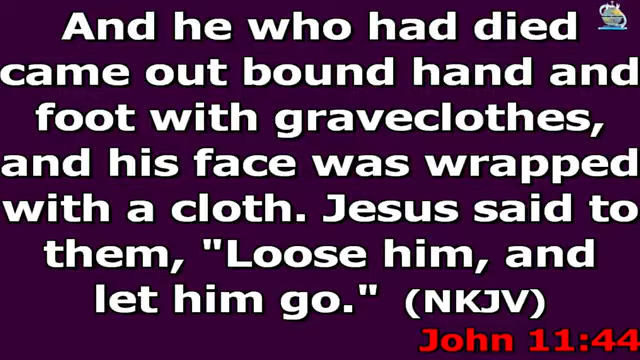 And he who had died
came out bound hand and
foot with graveclothes,
and his face was wrapped
with a cloth. Jesus said to
them, "Loose him, and
let him go." (NKJV)
John 11:44